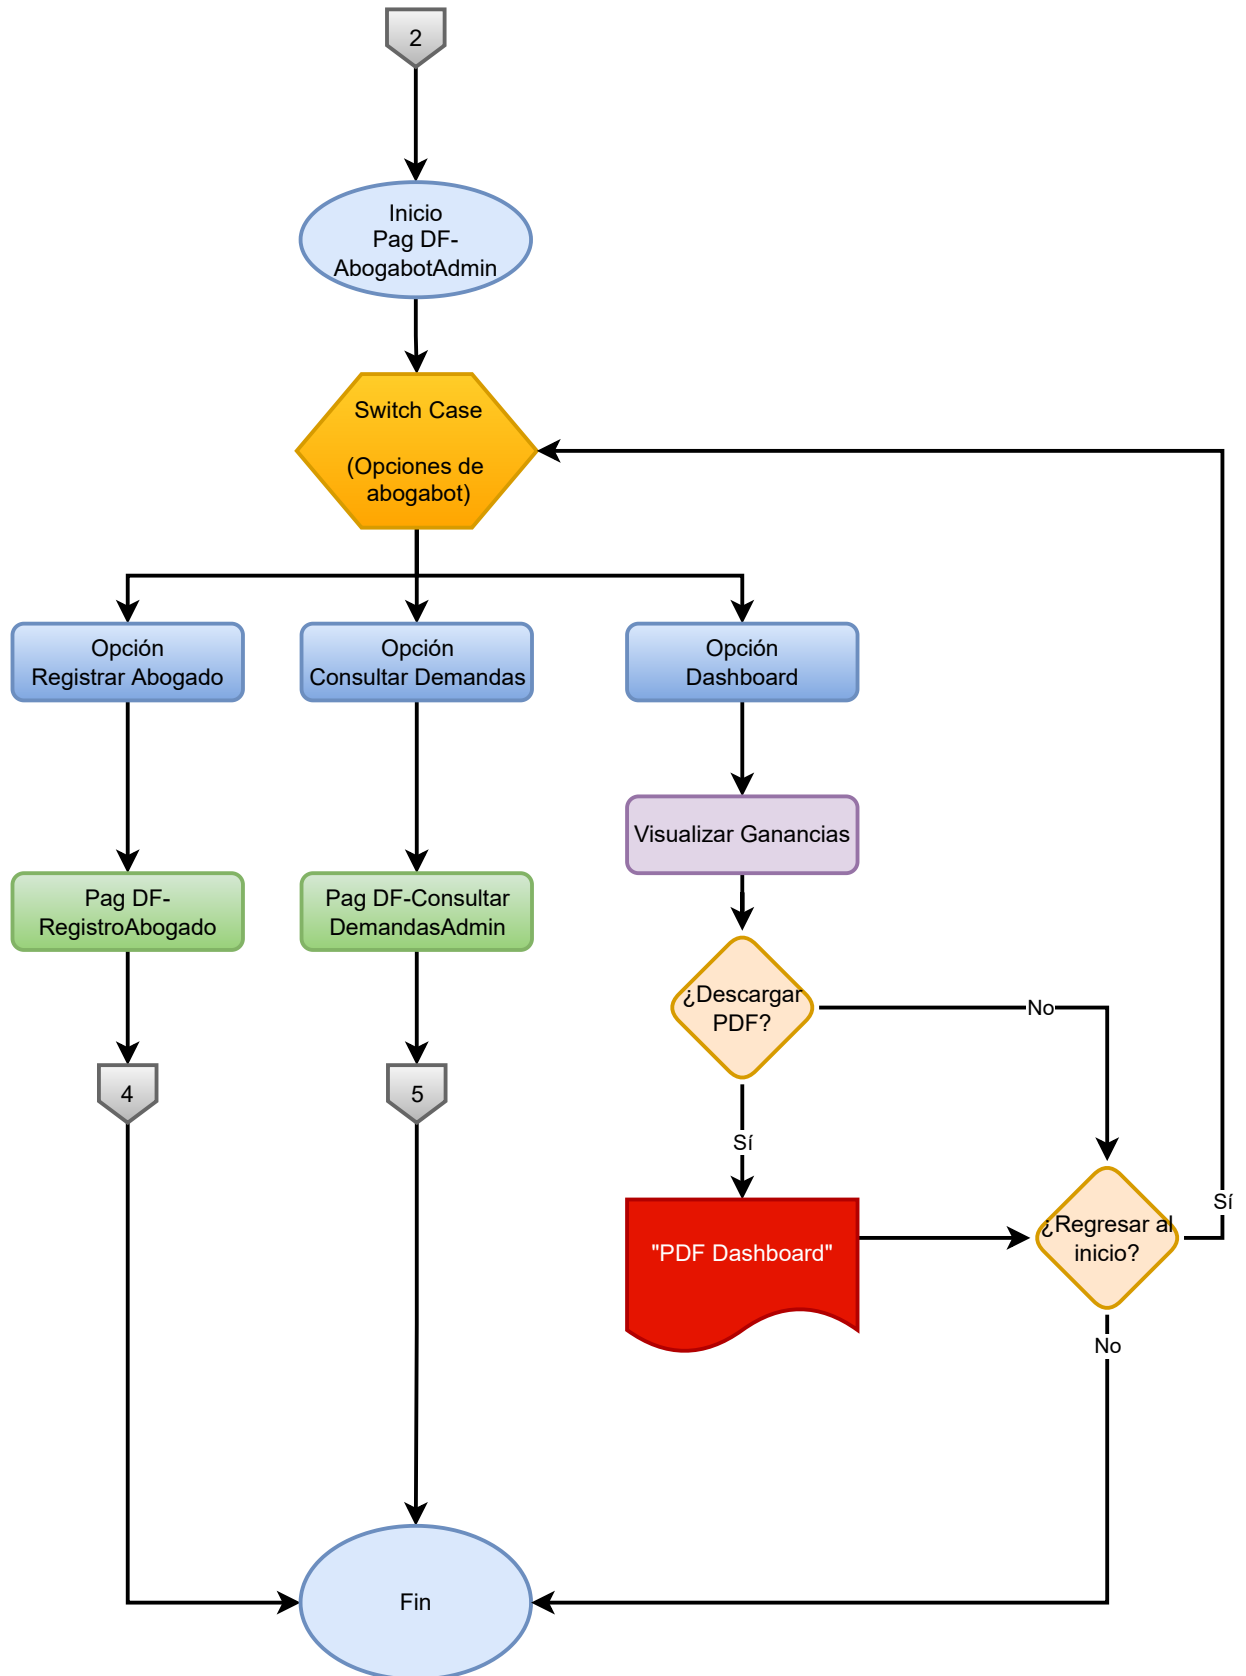 2
Inicio
Pag DF-
AbogabotAdmin
Switch Case
(Opciones de
abogabot)
Opción
Registrar Abogado
Opción
Consultar Demandas
Opción
Dashboard
Visualizar Ganancias
Pag DF-
RegistroAbogado
Pag DF-Consultar
DemandasAdmin
¿Descargar
PDF?
No
4
5
Sí
"PDF Dashboard"
¿Regresar al
inicio?
Sí
No
Fin